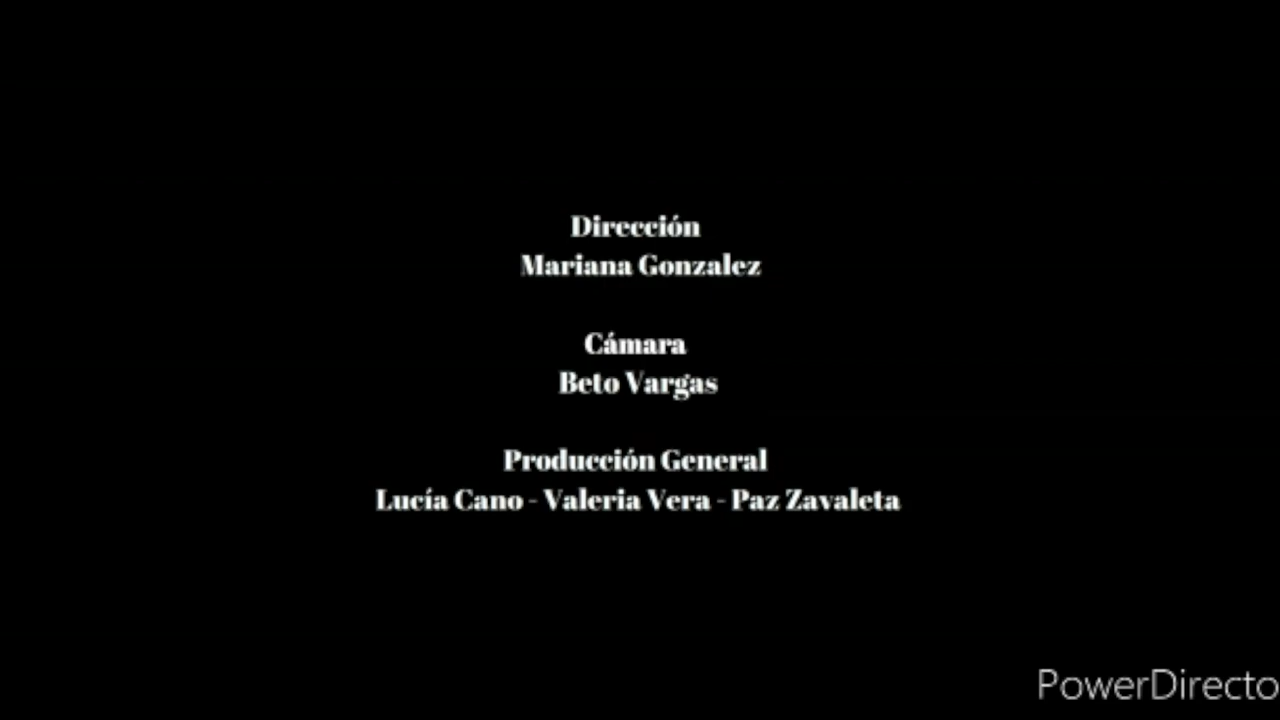 Dirección
Mariana Gonzalez
Cámara
Beto Vargas
Producción General
Lucía Cano - Valeria Vera - Paz Zavaleta
PowerDirecto